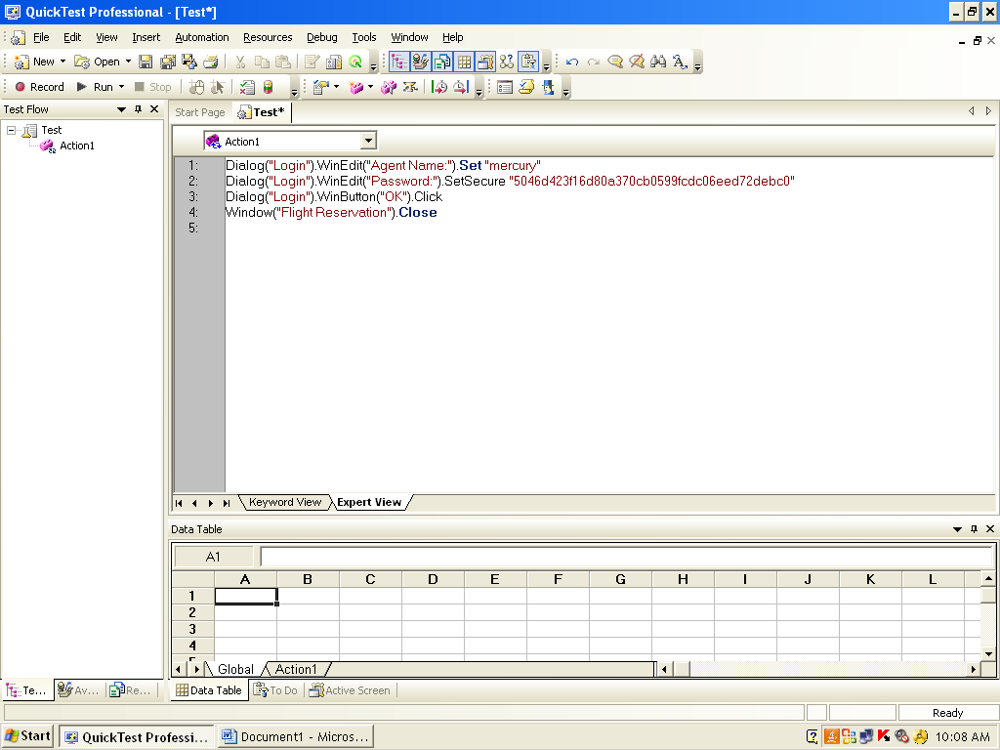 QuickTest Professional - [Test*]
File Edit View Insert Automation Resources Debug Tools Window Help
New Open
Record Run Stop
Test Flow
Test
Action1
Start Page Test*
Action1
1: Dialog("Login").WinEdit("Agent Name:").Set "mercury"
2: Dialog("Login").WinEdit("Password:").SetSecure "5046d423f16d80a370cb0599fcdc06eed72debc0"
3: Dialog("Login").WinButton("OK").Click
4: Window("Flight Reservation").Close
5:
Keyword View Expert View
Data Table
A1
A B C D E F G H I J K L
1
2
3
4
5
Global Action1
Te... Av... Re...
Data Table To Do Active Screen
Ready
Start QuickTest Professi... Document1 - Micros... 10:08 AM